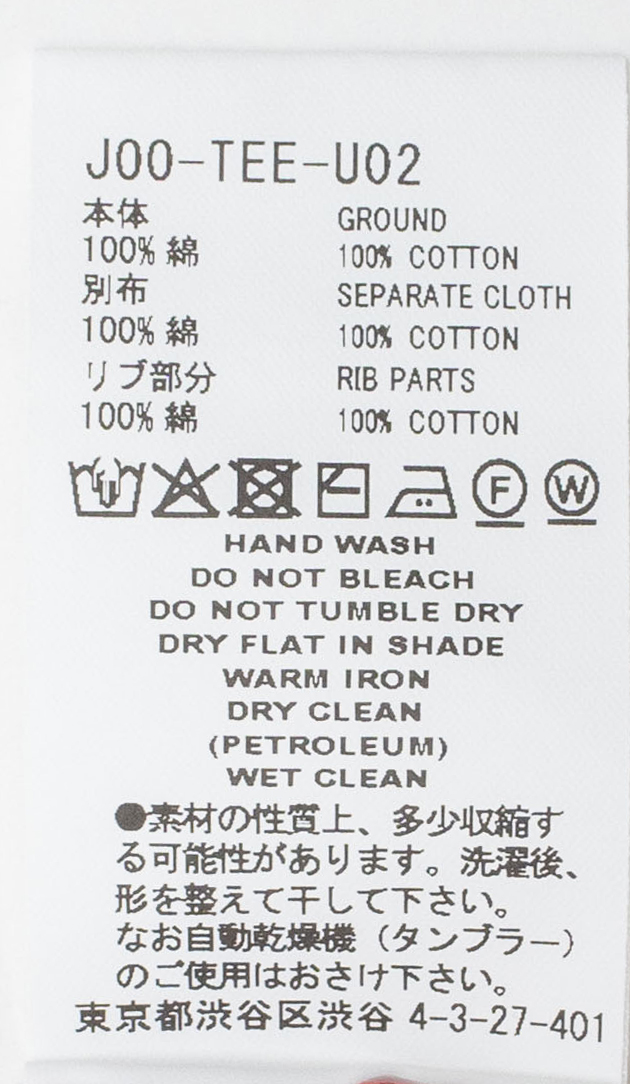 J00-TEE-U02
本体 GROUND
100% 綿 100% COTTON
別布 SEPARATE CLOTH
100% 綿 100% COTTON
リブ部分 RIB PARTS
100% 綿 100% COTTON
F W
HAND WASH
DO NOT BLEACH
DO NOT TUMBLE DRY
DRY FLAT IN SHADE
WARM IRON
DRY CLEAN
(PETROLEUM)
WET CLEAN
●素材の性質上、多少収縮す
る可能性があります。洗濯後、
形を整えて干して下さい。
なお自動乾燥機（タンブラー）
のご使用はおさけ下さい。
東京都渋谷区渋谷 4-3-27-401